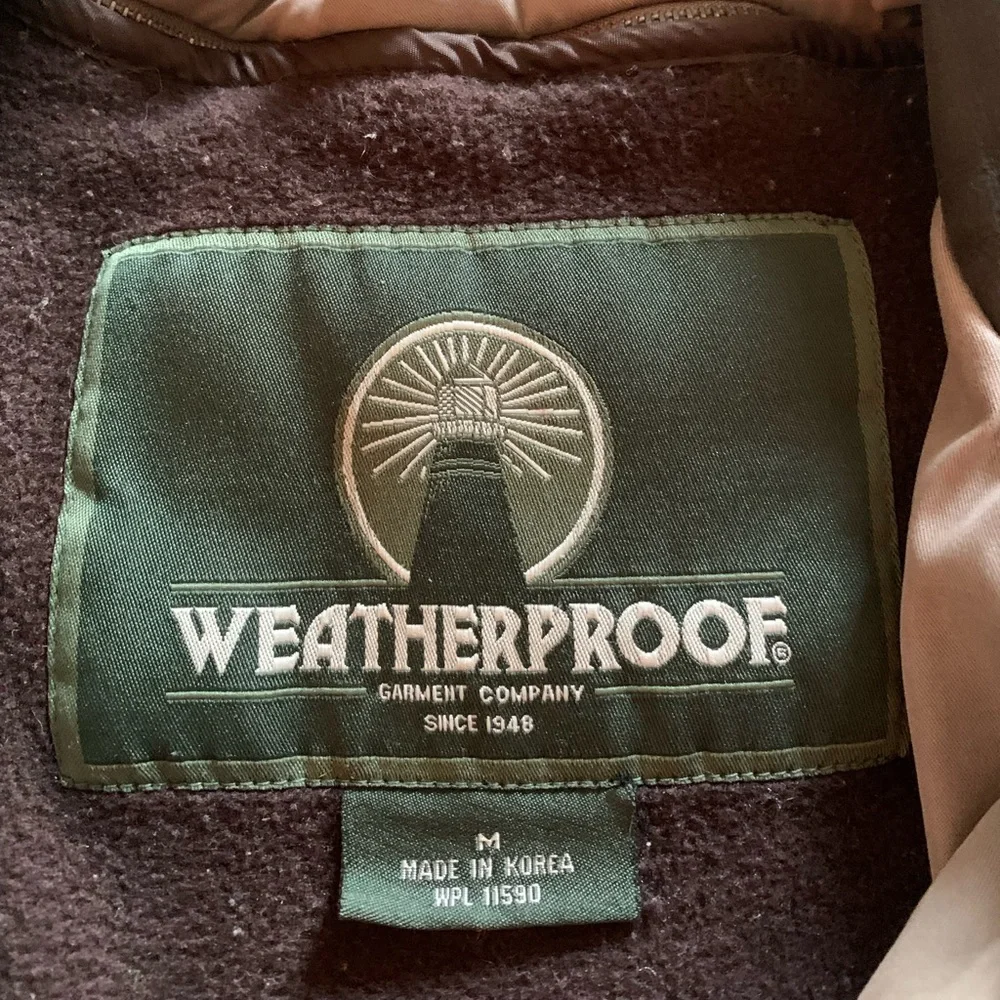 WEATHERPROOF®
GARMENT COMPANY
SINCE 1948
M
MADE IN KOREA
WPL 11590